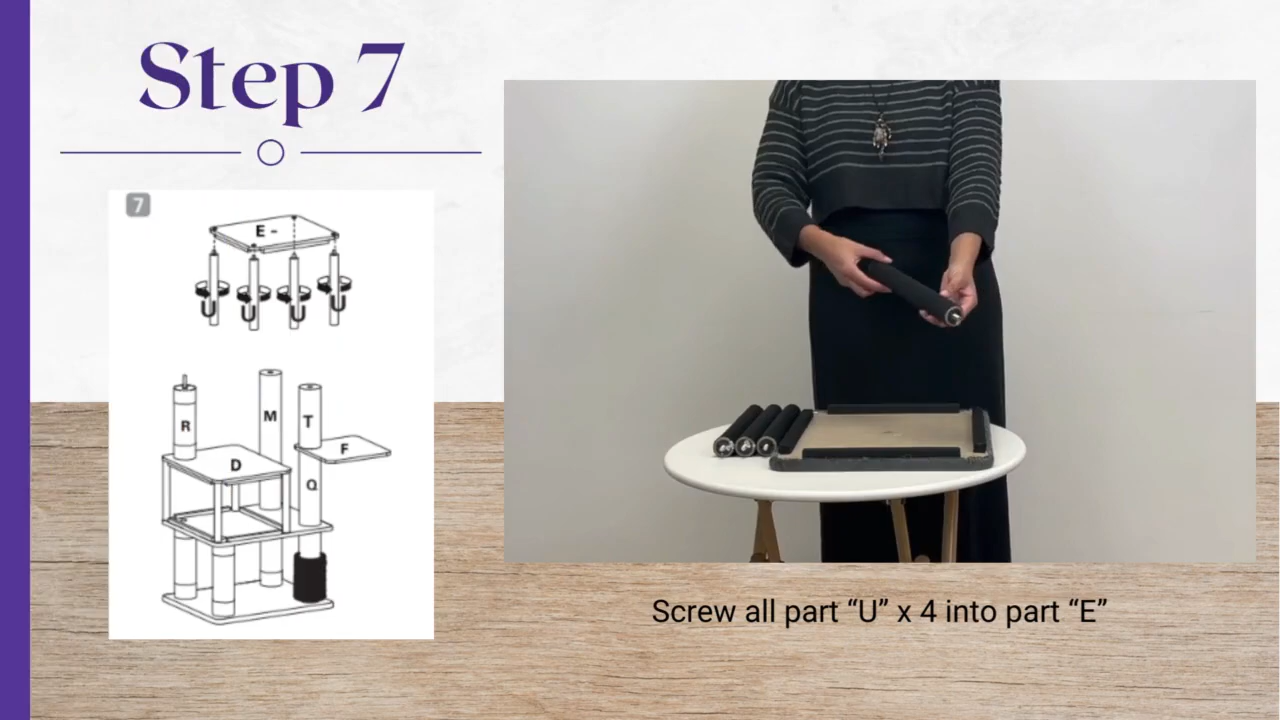 Step 7
7
E
U U U U
R
M
T
F
D
Q
Screw all part “U” x 4 into part “E”